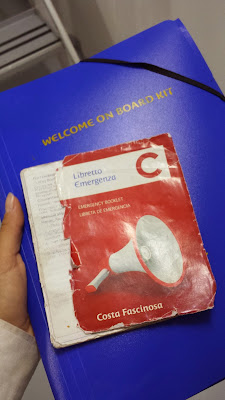 WELCOME ON BOARD KIT
Libretto
Emergenza
C
EMERGENCY BOOKLET
LIBRETA DE EMERGENCIA
Costa Fascinosa